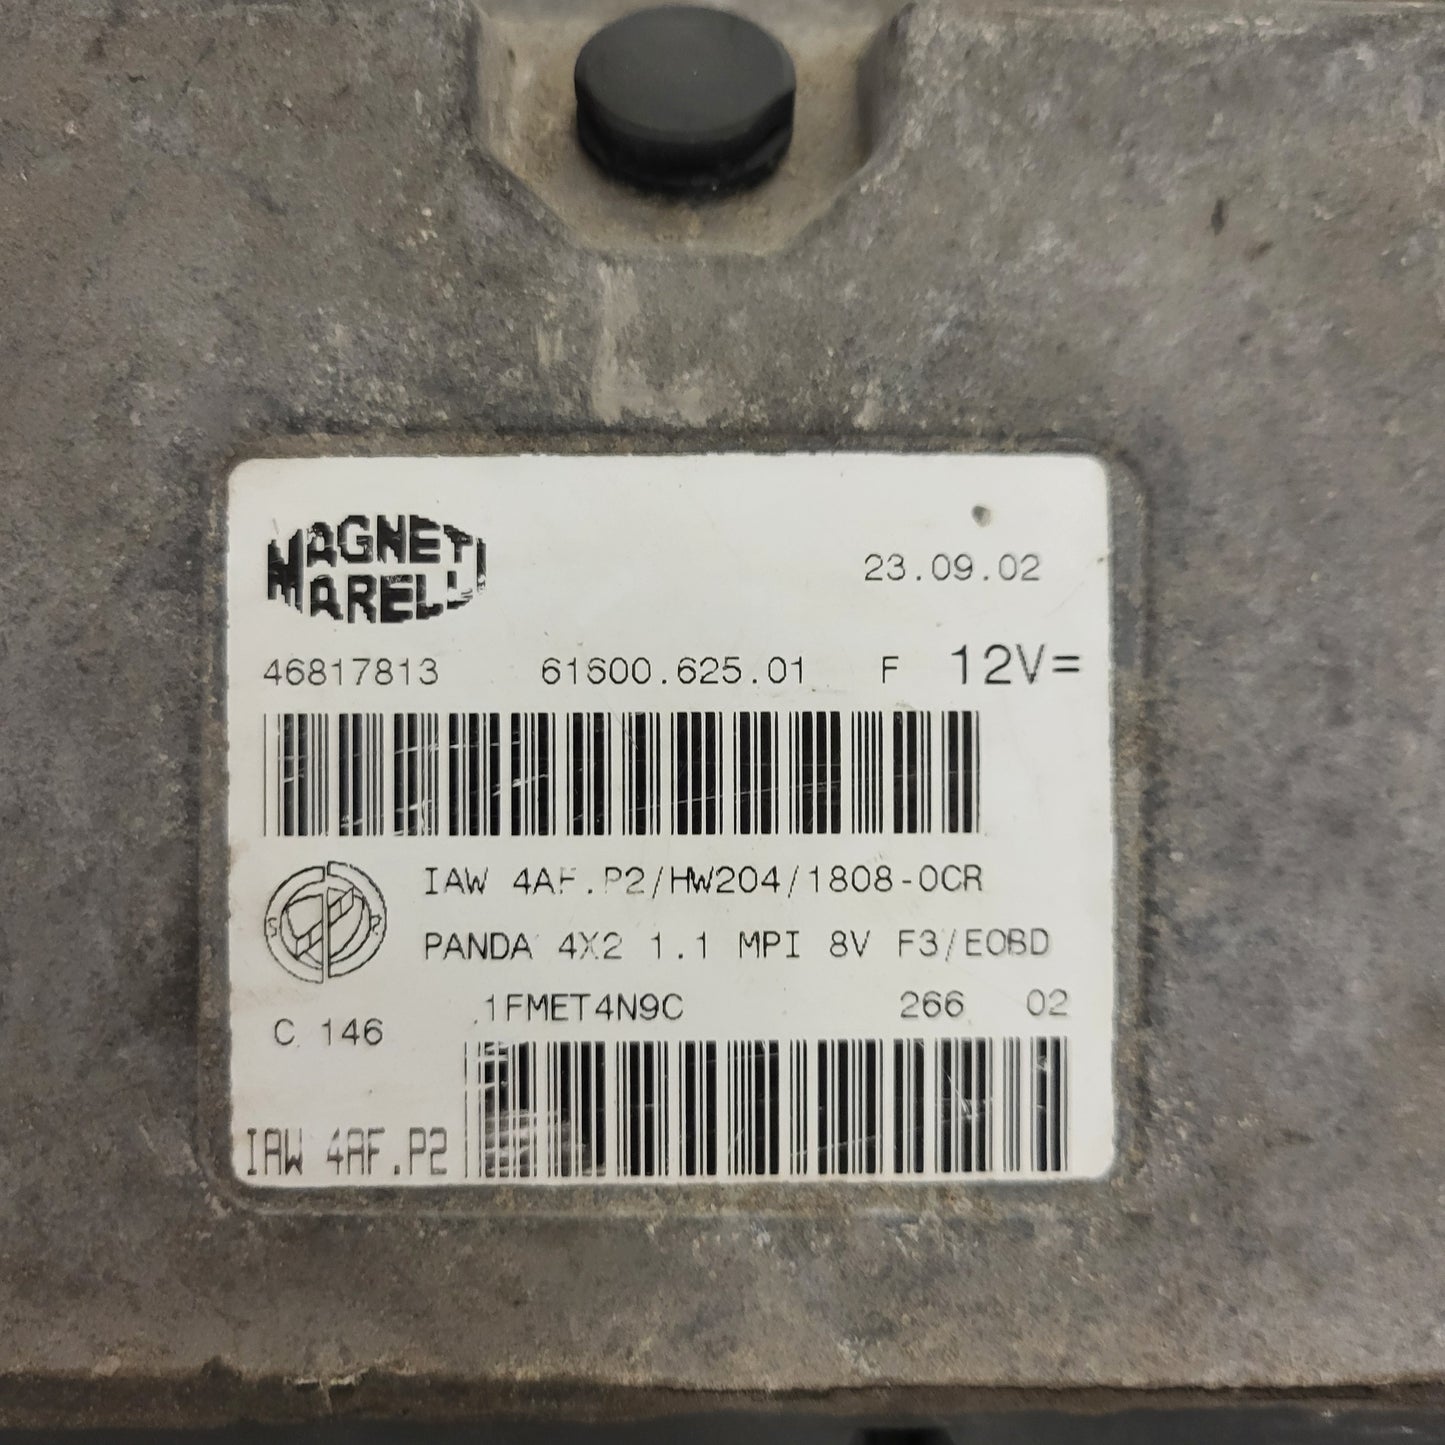 MAGNETI
MARELLI
23.09.02
46817813 61600.625.01 F 12V=
IAW 4AF.P2/HW204/1808-0CR
S R
PANDA 4X2 1.1 MPI 8V F3/EOBD
1FMET4N9C 266 02
C 146
IAW 4AF.P2